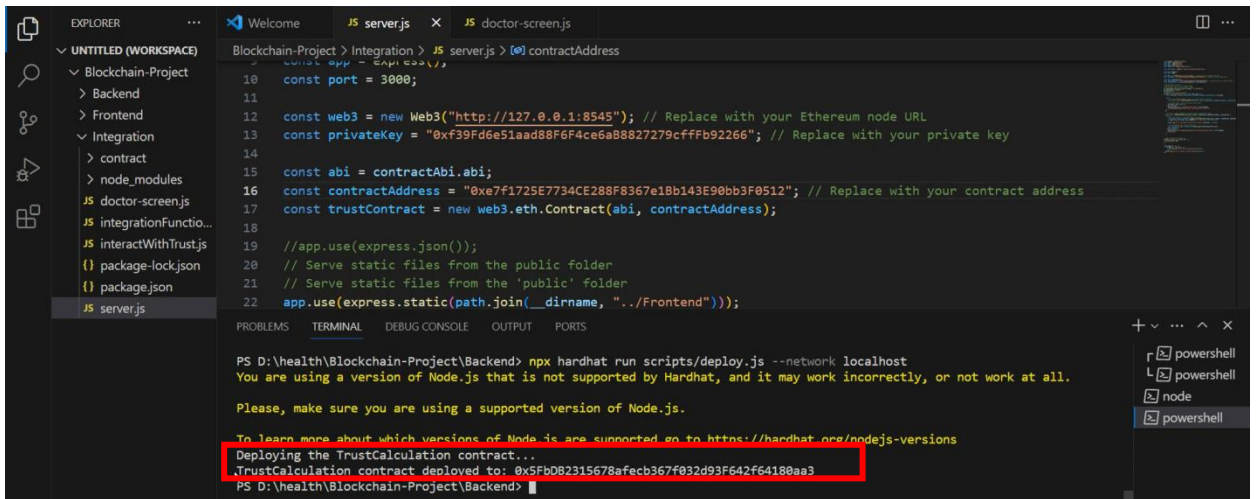 EXPLORER ...
Welcome
JS server.js ×
JS doctor-screen.js
...
UNTITLED (WORKSPACE)
Blockchain-Project
Backend
Frontend
Integration
contract
node_modules
JS doctor-screen.js
JS integrationFunctio...
JS interactWithTrust.js
{} package-lock.json
{} package.json
JS server.js
Blockchain-Project > Integration > JS server.js > contractAddress
const app = express();
10 const port = 3000;
11
12 const web3 = new Web3("http://127.0.0.1:8545"); // Replace with your Ethereum node URL
13 const privateKey = "0xf39Fd6e51aad88F6F4ce6aB8827279cffFb92266"; // Replace with your private key
14
15 const abi = contractAbi.abi;
16 const contractAddress = "0xe7f1725E7734CE288F8367e1Bb143E90bb3F0512"; // Replace with your contract address
17 const trustContract = new web3.eth.Contract(abi, contractAddress);
18
19 //app.use(express.json());
20 // Serve static files from the public folder
21 // Serve static files from the 'public' folder
22 app.use(express.static(path.join(__dirname, "../Frontend")));
PROBLEMS TERMINAL DEBUG CONSOLE OUTPUT PORTS
PS D:\health\Blockchain-Project\Backend> npx hardhat run scripts/deploy.js --network localhost
You are using a version of Node.js that is not supported by Hardhat, and it may work incorrectly, or not work at all.
Please, make sure you are using a supported version of Node.js.
To learn more about which versions of Node.js are supported go to https://hardhat.org/nodejs-versions
Deploying the TrustCalculation contract...
TrustCalculation contract deployed to: 0x5FbDB2315678afecb367f032d93F642f64180aa3
PS D:\health\Blockchain-Project\Backend>
powershell
powershell
node
powershell